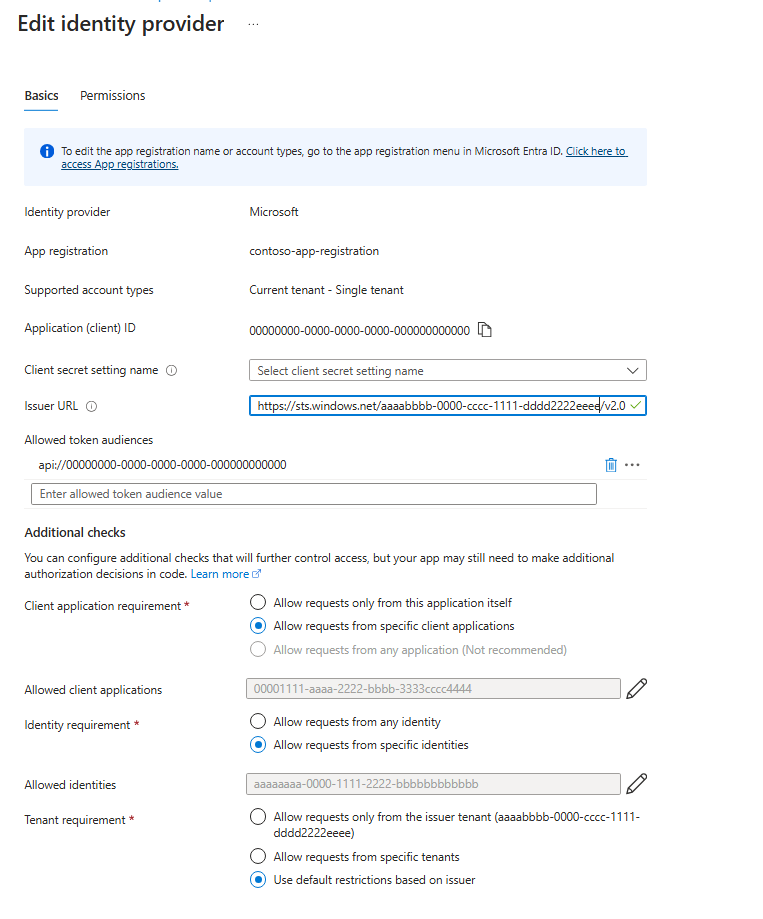 Edit identity provider ...
Basics Permissions
To edit the app registration name or account types, go to the app registration menu in Microsoft Entra ID. Click here to
access App registrations.
Identity provider Microsoft
App registration contoso-app-registration
Supported account types Current tenant - Single tenant
Application (client) ID 00000000-0000-0000-0000-000000000000
Client secret setting name Select client secret setting name
Issuer URL https://sts.windows.net/aaaabbbb-0000-cccc-1111-dddd2222eeee/v2.0
Allowed token audiences
api://00000000-0000-0000-0000-000000000000
Enter allowed token audience value
Additional checks
You can configure additional checks that will further control access, but your app may still need to make additional
authorization decisions in code. Learn more
Client application requirement * Allow requests only from this application itself
Allow requests from specific client applications
Allow requests from any application (Not recommended)
Allowed client applications 00001111-aaaa-2222-bbbb-3333cccc4444
Identity requirement * Allow requests from any identity
Allow requests from specific identities
Allowed identities aaaaaaaa-0000-1111-2222-bbbbbbbbbbbb
Tenant requirement * Allow requests only from the issuer tenant (aaaabbbb-0000-cccc-1111-
dddd2222eeee)
Allow requests from specific tenants
Use default restrictions based on issuer